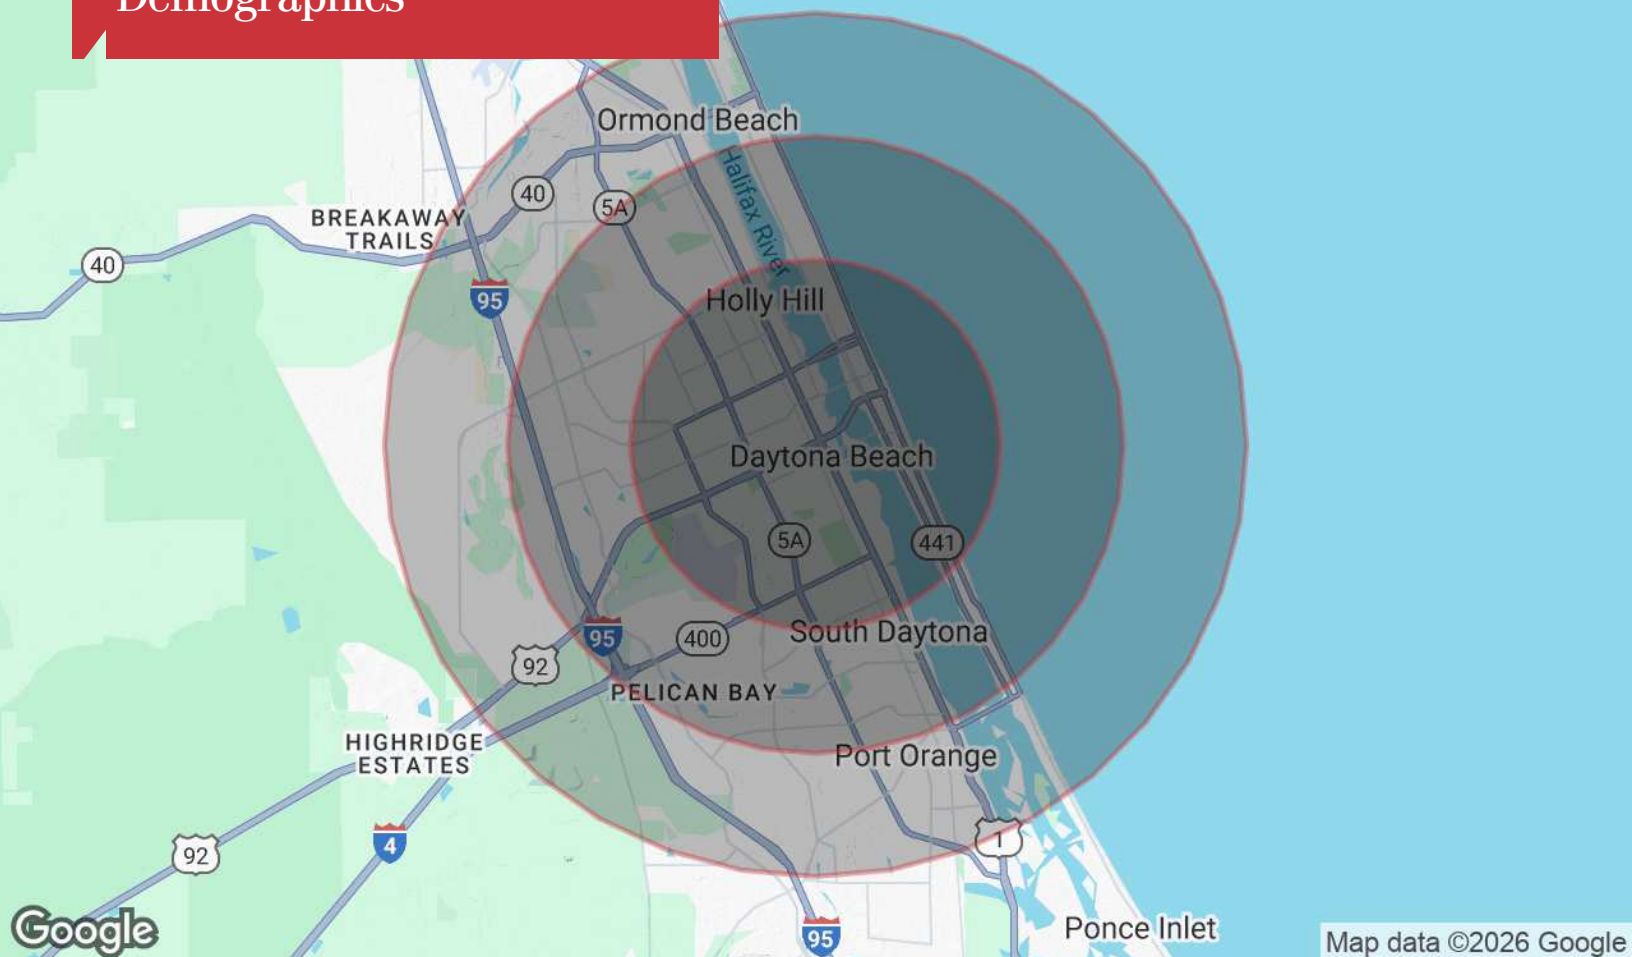 Demographics
Ormond Beach
Halifax River
40
5A
BREAKAWAY
TRAILS
40
95
Holly Hill
Daytona Beach
5A
441
95
400
South Daytona
92
PELICAN BAY
HIGHRIDGE
ESTATES
Port Orange
92
4
1
Google
95
Ponce Inlet
Map data ©2026 Google